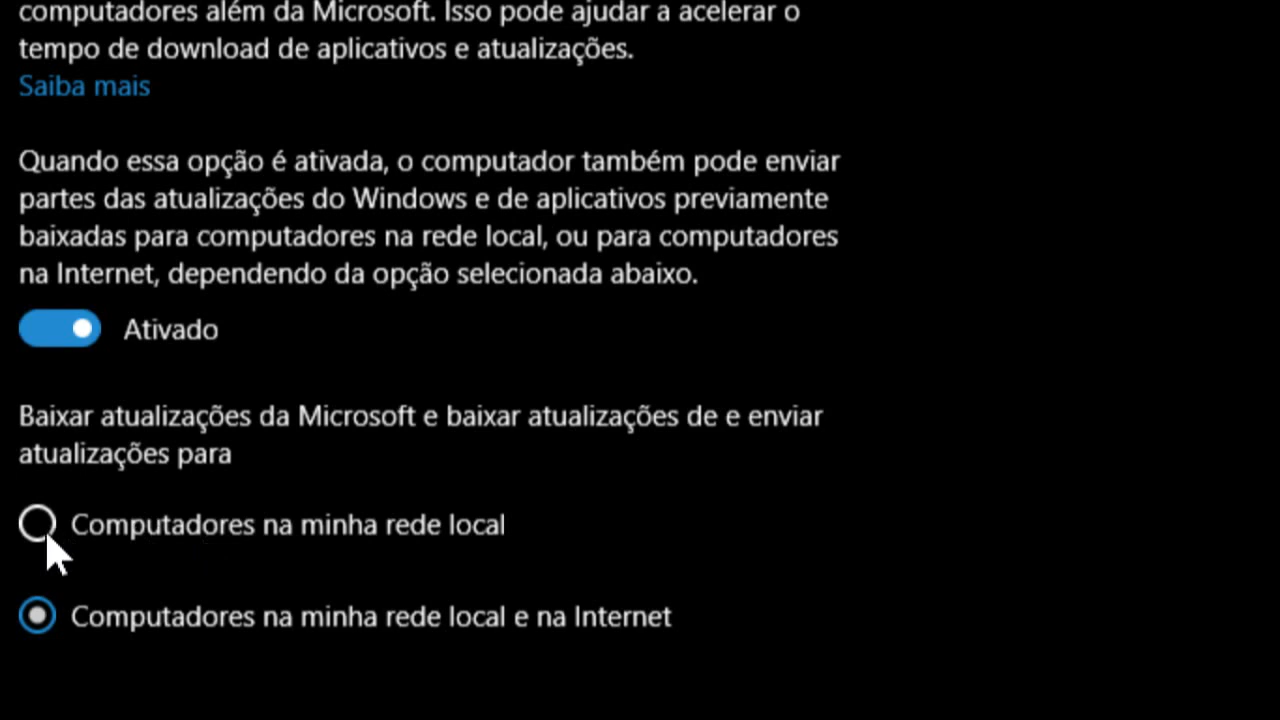 computadores além da Microsoft. Isso pode ajudar a acelerar o
tempo de download de aplicativos e atualizações.
Saiba mais
Quando essa opção é ativada, o computador também pode enviar
partes das atualizações do Windows e de aplicativos previamente
baixadas para computadores na rede local, ou para computadores
na Internet, dependendo da opção selecionada abaixo.
Ativado
Baixar atualizações da Microsoft e baixar atualizações de e enviar
atualizações para
Computadores na minha rede local
Computadores na minha rede local e na Internet